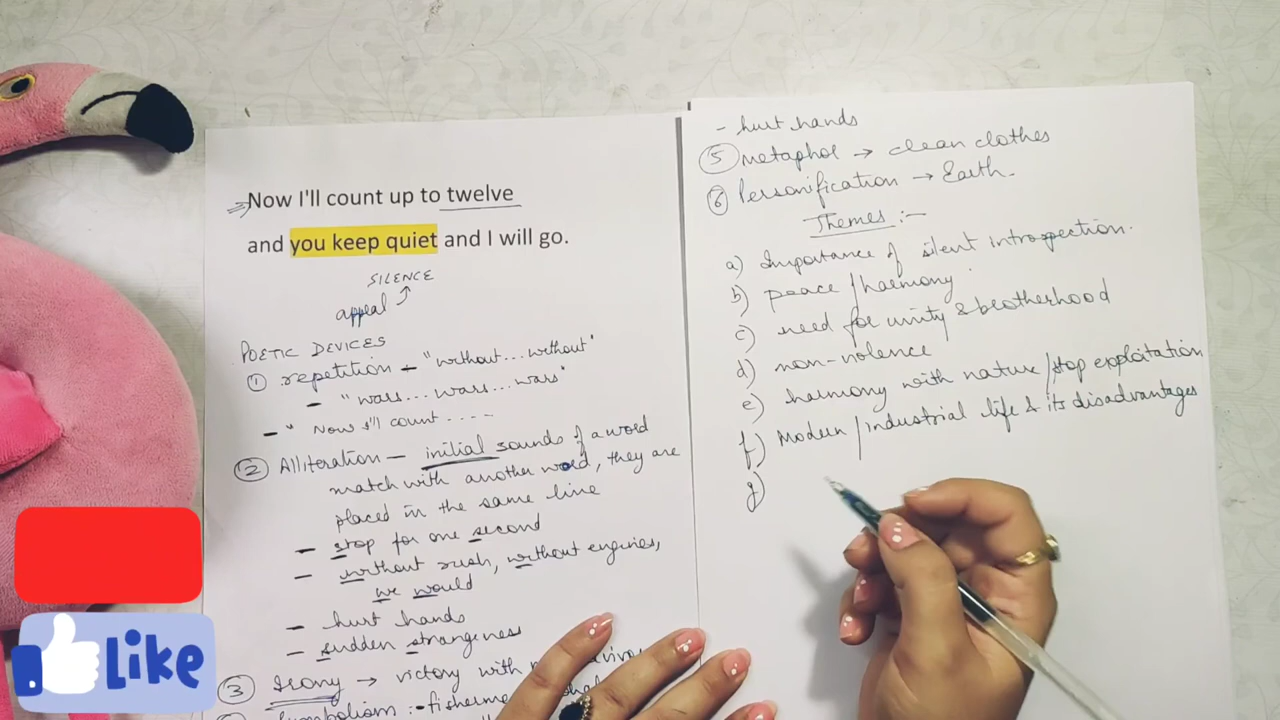 Now I'll count up to twelve
and you keep quiet and I will go.
SILENCE
appeal
POETIC DEVICES
① repetition - "without...without"
- "wars...wars...wars"
- " Now I'll count ....
② Alliteration - initial sounds of a word
match with another word, they are
placed in the same line
- stop for one second
- without rush, without engines,
we would
- hurt hands
- sudden strangeness
③ Irony → victory with
Symbolism :- fisherme
- hurt hands
⑤ metaphor → clean clothes
⑥ Personification → Earth.
Themes :-
a) Importance of silent introspection.
b) peace / harmony
c) need for unity & brotherhood
d) non-violence
e) harmony with nature / stop exploitation
f) Modern / industrial life & its disadvantages
g)
Like